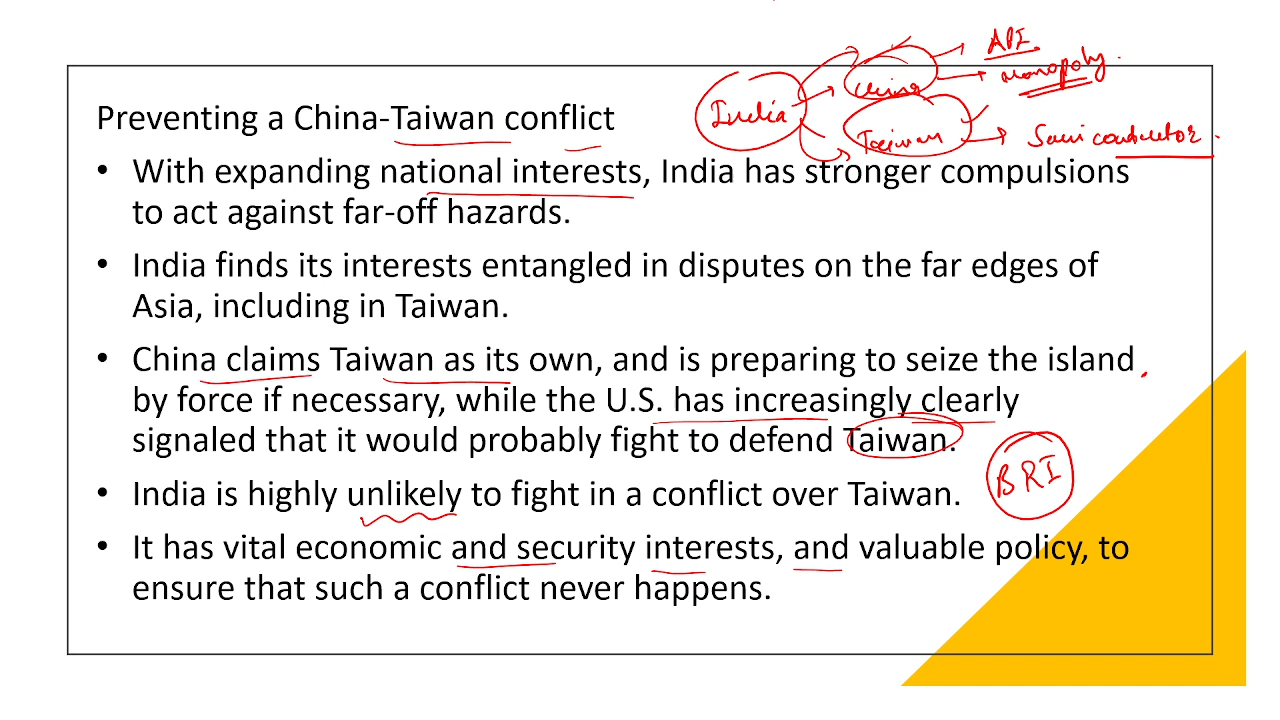 API
monopoly.
China
India
Taiwan
Semi conductor.
Preventing a China-Taiwan conflict
• With expanding national interests, India has stronger compulsions
to act against far-off hazards.
• India finds its interests entangled in disputes on the far edges of
Asia, including in Taiwan.
• China claims Taiwan as its own, and is preparing to seize the island
by force if necessary, while the U.S. has increasingly clearly
signaled that it would probably fight to defend Taiwan.
BRI
• India is highly unlikely to fight in a conflict over Taiwan.
• It has vital economic and security interests, and valuable policy, to
ensure that such a conflict never happens.